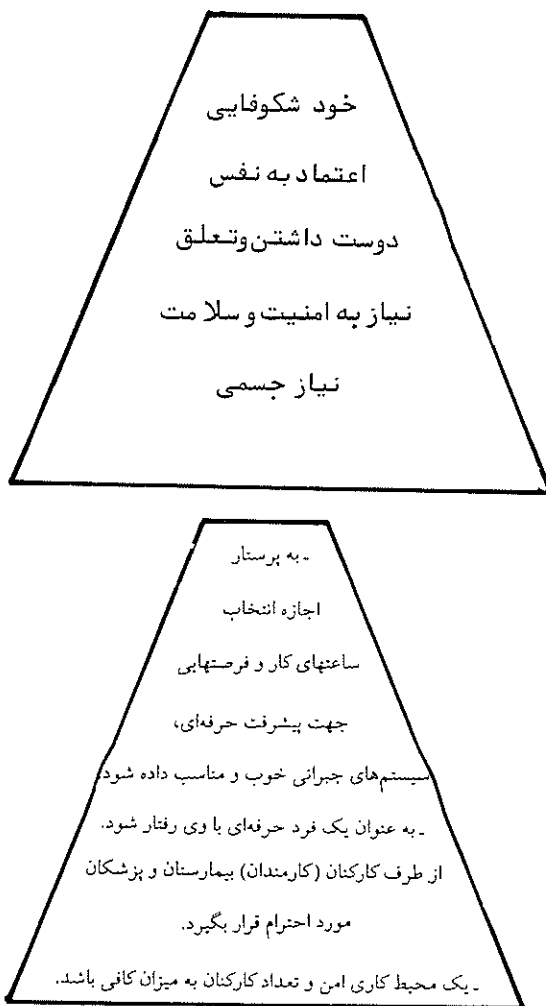 خود شکوفایی
اعتماد به نفس
دوست داشتن وتعلق
نیاز به امنیت و سلامت
نیاز جسمی
- به پرستار
اجازه انتخاب
ساعتهای کار و فرصتهایی
جهت پیشرفت حرفه‌ای،
سیستم‌های جبرانی خوب و مناسب داده شود.
- به عنوان یک فرد حرفه‌ای با وی رفتار شود.
از طرف کارکنان (کارمندان) بیمارستان و پزشکان
مورد احترام قرار بگیرد.
- یک محیط کاری امن و تعداد کارکنان به میزان کافی باشد.